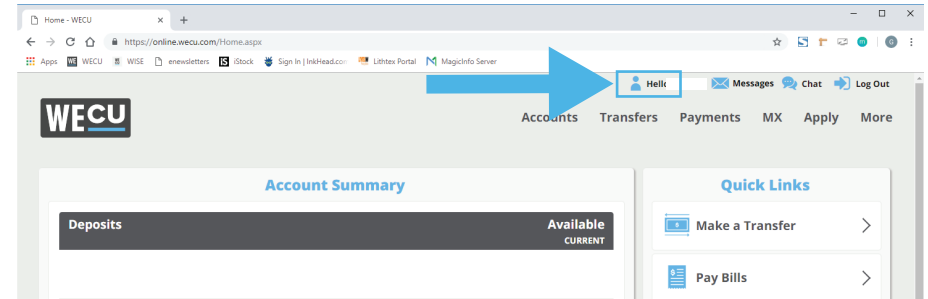 Home - WECU
https://online.wecu.com/Home.aspx
Apps WECU WISE enewsletters iStock Sign In | InkHead.com Lithtex Portal MagicInfo Server
Hello Messages Chat Log Out
WECU
Accounts Transfers Payments MX Apply More
Account Summary
Quick Links
Deposits Available
CURRENT
Make a Transfer
Pay Bills